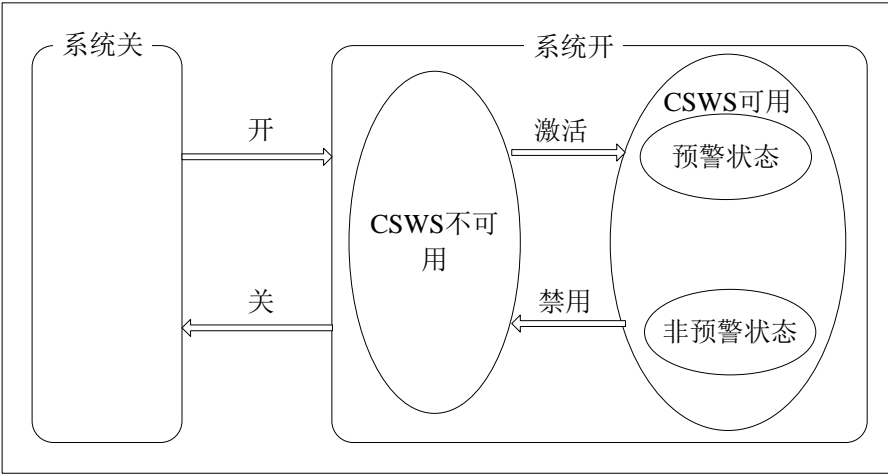 系统关
系统开
开
激活
CSWS可用
预警状态
CSWS不可
用
关
禁用
非预警状态